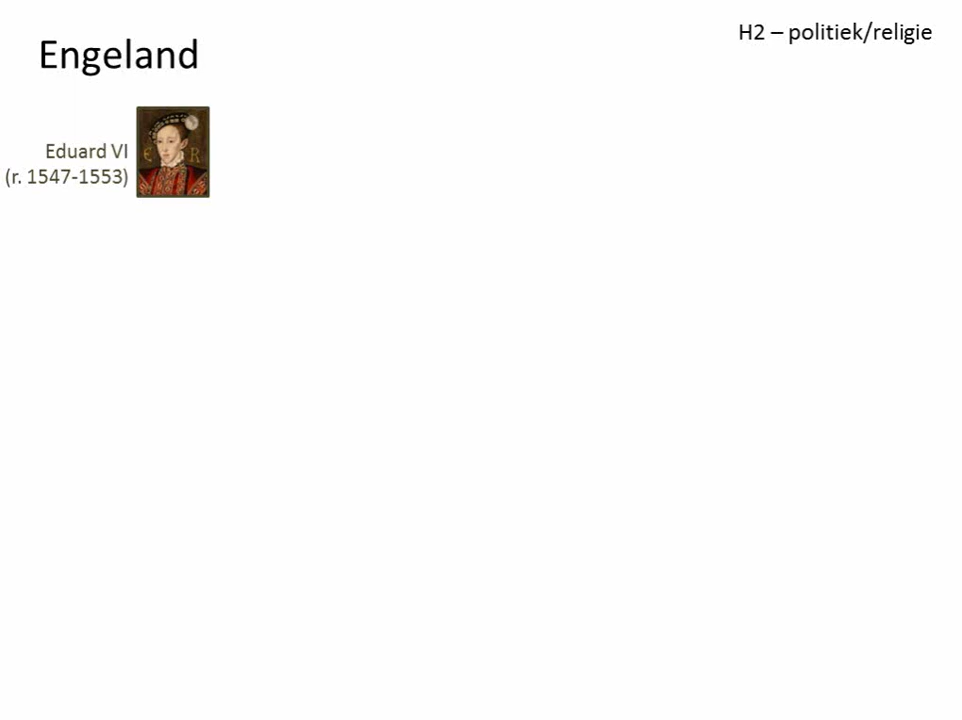 H2 – politiek/religie
Engeland
Eduard VI
(r. 1547-1553)
E R